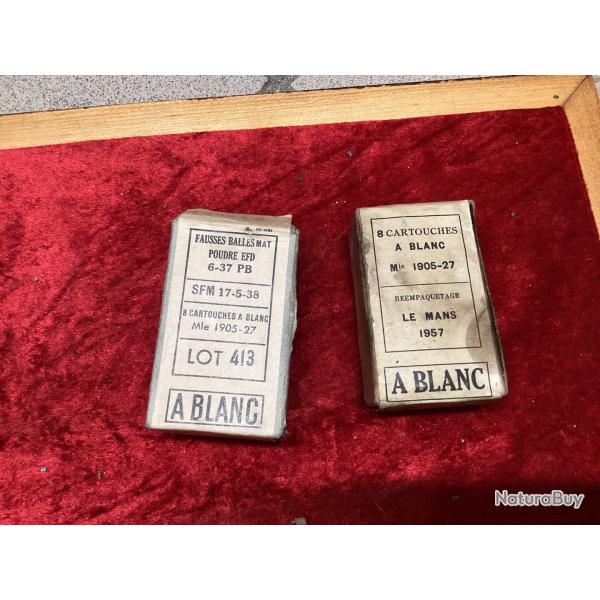 FAUSSES BALLES MAT
POUDRE EFD
6-37 PB
SFM 17-5-38
8 CARTOUCHES A BLANC
Mle 1905-27
LOT 413
A BLANC
8 CARTOUCHES
A BLANC
Mle 1905-27
REEMPAQUETAGE
LE MANS
1957
A BLANC
NaturaBuy